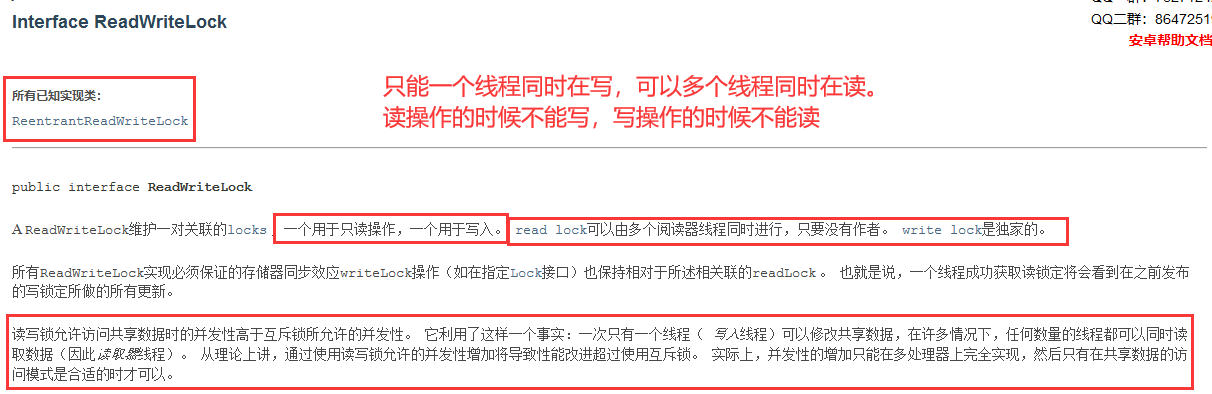 Interface ReadWriteLock
QQ二群：86472519
安卓帮助文档
只能一个线程同时在写，可以多个线程同时在读。
读操作的时候不能写，写操作的时候不能读
所有已知实现类：
ReentrantReadWriteLock
public interface ReadWriteLock
A ReadWriteLock维护一对关联的locks ，一个用于只读操作，一个用于写入。 read lock可以由多个阅读器线程同时进行，只要没有作者。 write lock是独家的。
所有ReadWriteLock实现必须保证的存储器同步效应writeLock操作（如在指定Lock接口）也保持相对于所述相关联的readLock 。 也就是说，一个线程成功获取读锁定将会看到在之前发布
的写锁定所做的所有更新。
读写锁允许访问共享数据时的并发性高于互斥锁所允许的并发性。 它利用了这样一个事实：一次只有一个线程（ 写入线程）可以修改共享数据，在许多情况下，任何数量的线程都可以同时读
取数据（因此读取器线程）。 从理论上讲，通过使用读写锁允许的并发性增加将导致性能改进超过使用互斥锁。 实际上，并发性的增加只能在多处理器上完全实现，然后只有在共享数据的访
问模式是合适的时才可以。